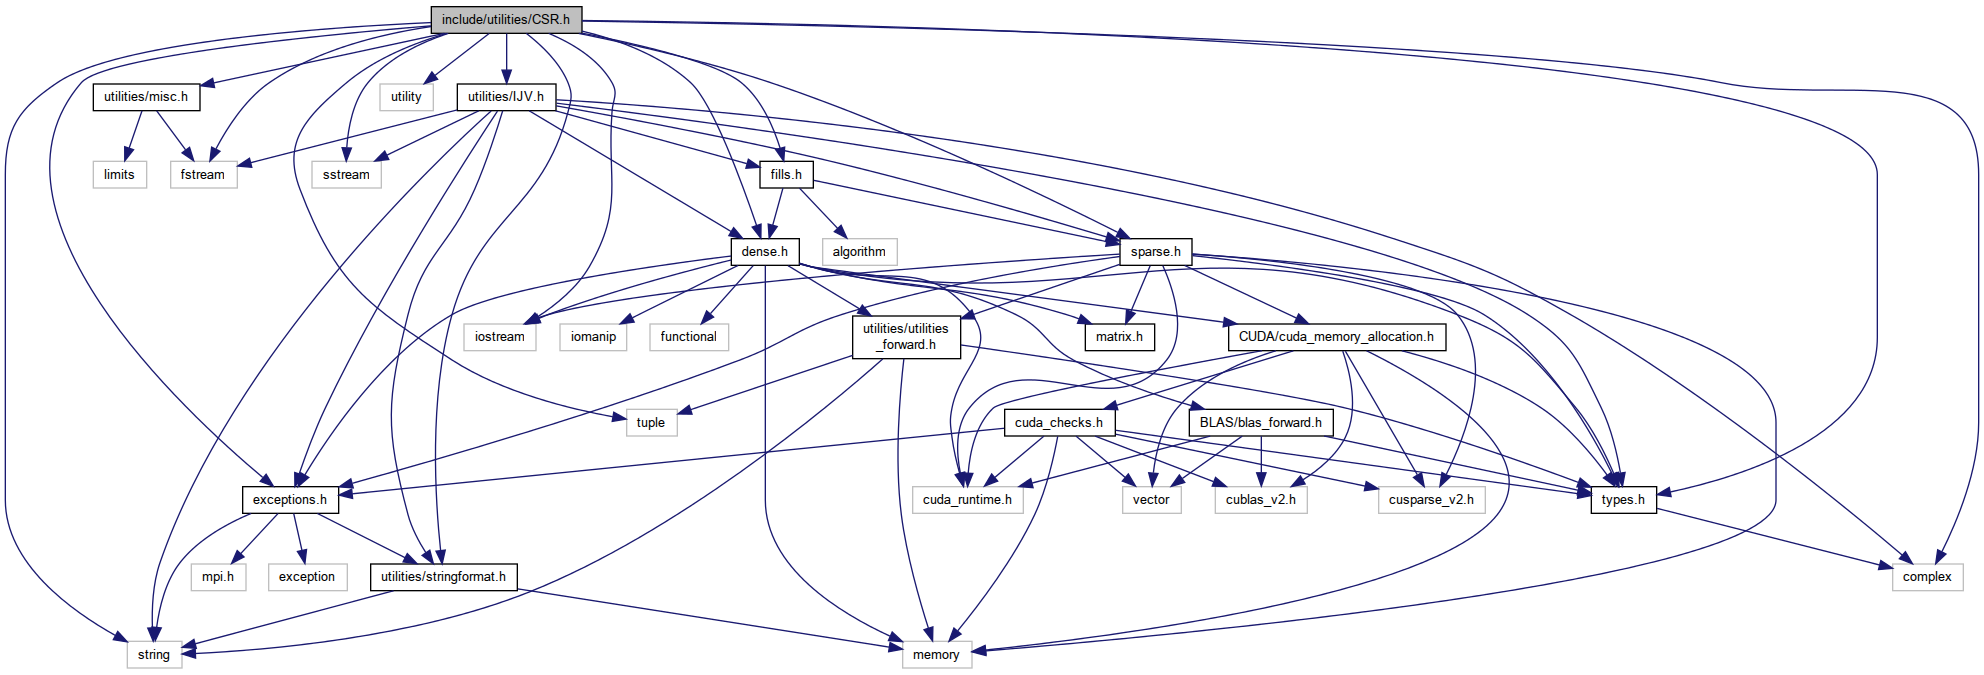 include/utilities/CSR.h
utilities/misc.h
utility
utilities/IJV.h
limits
fstream
sstream
fills.h
dense.h
algorithm
sparse.h
iostream
iomanip
functional
utilities/utilities
_forward.h
matrix.h
CUDA/cuda_memory_allocation.h
tuple
cuda_checks.h
BLAS/blas_forward.h
exceptions.h
cuda_runtime.h
vector
cublas_v2.h
cusparse_v2.h
types.h
mpi.h
exception
utilities/stringformat.h
complex
string
memory